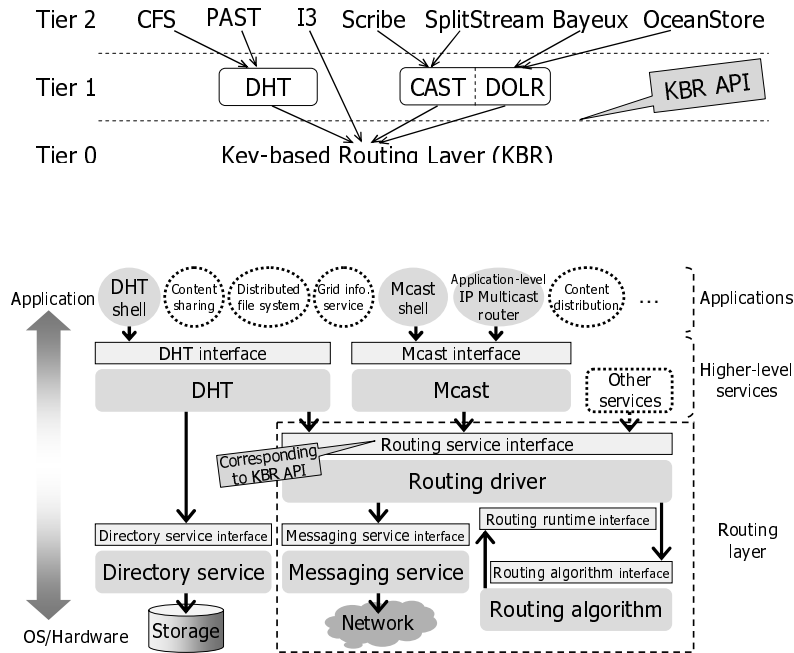 Tier 2 CFS PAST I3 Scribe SplitStream Bayeux OceanStore
Tier 1 DHT CAST DOLR KBR API
Tier 0 Key-based Routing Layer (KBR)
Application
DHT
shell
Content
sharing
Distributed
file system
Grid info.
service
Mcast
shell
Application-level
IP Multicast
router
Content
distribution
...
Applications
DHT interface
Mcast interface
DHT
Mcast
Other
services
Higher-level
services
Corresponding
to KBR API
Routing service interface
Routing driver
Routing runtime interface
Directory service interface
Messaging service interface
Routing
layer
Directory service
Messaging service
Routing algorithm interface
Routing algorithm
Storage
Network
OS/Hardware